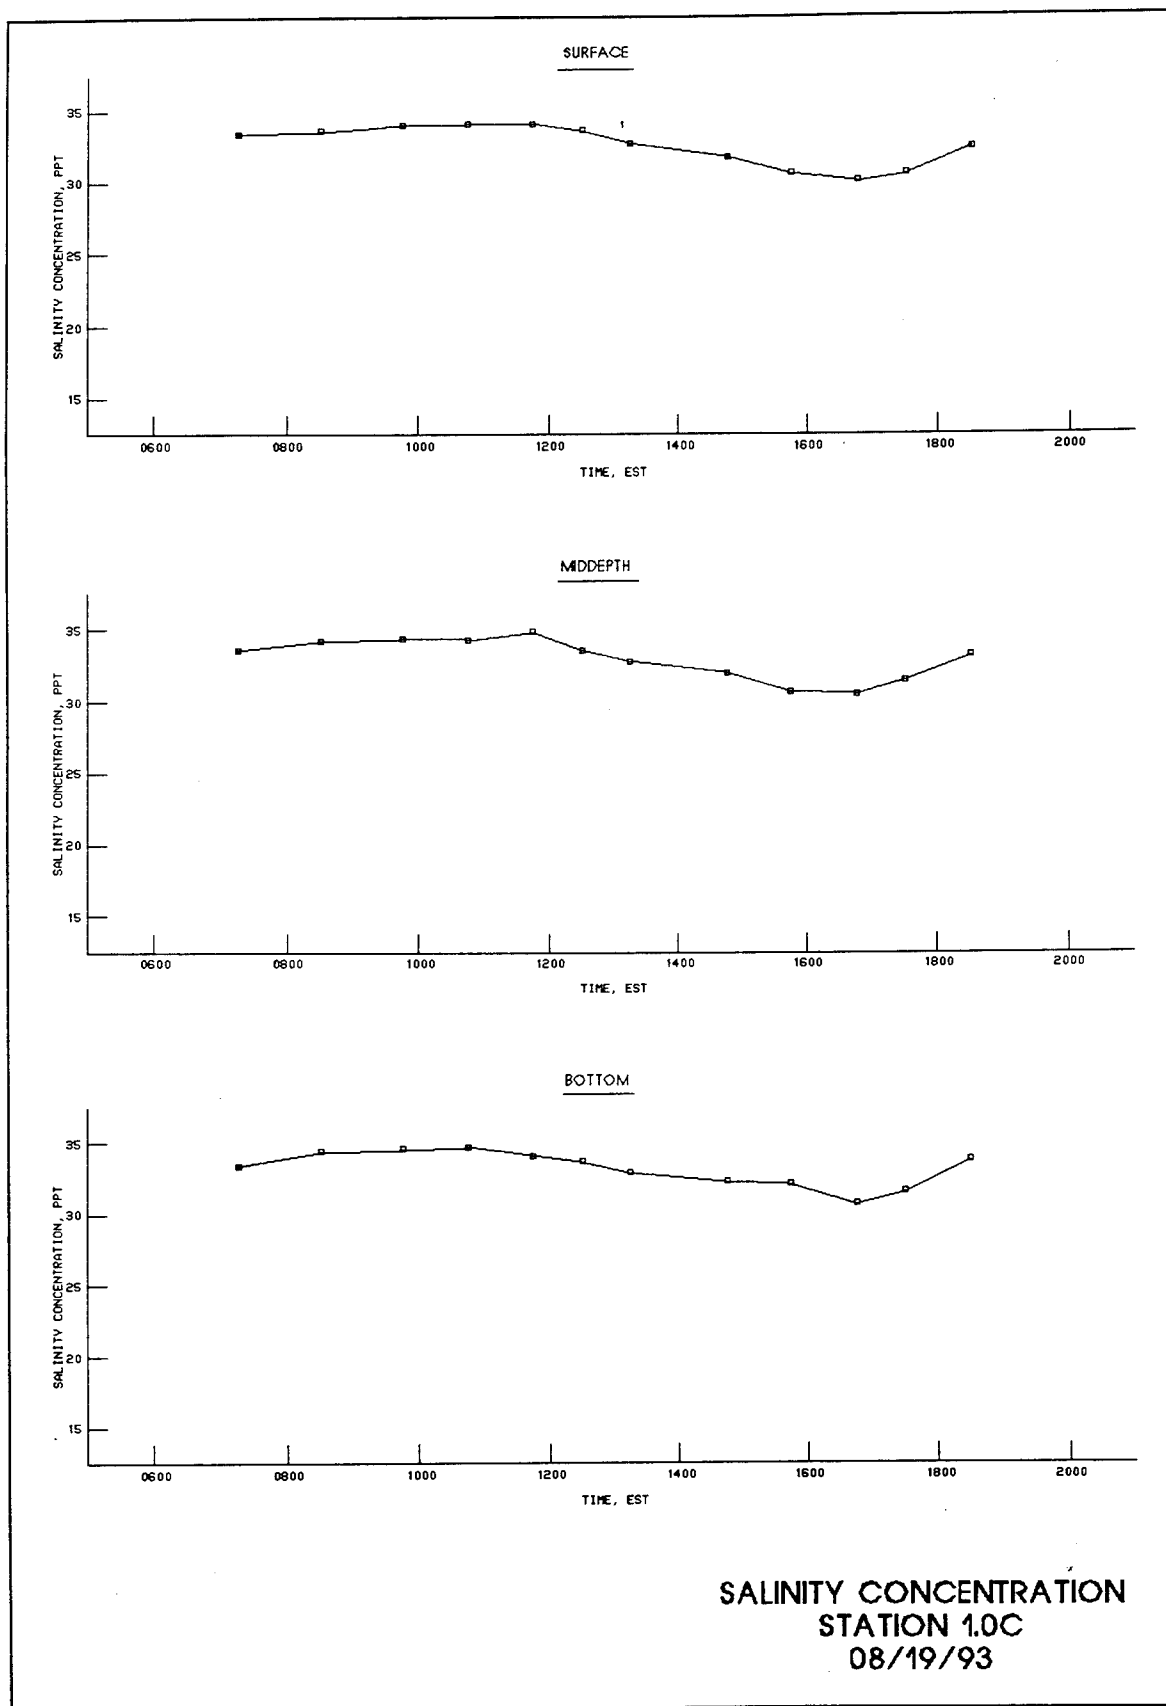 SURFACE
35
30
25
20
15
SALINITY CONCENTRATION, PPT
0600 0800 1000 1200 1400 1600 1800 2000
TIME, EST
MIDDEPTH
35
30
25
20
15
SALINITY CONCENTRATION, PPT
0600 0800 1000 1200 1400 1600 1800 2000
TIME, EST
BOTTOM
35
30
25
20
15
SALINITY CONCENTRATION, PPT
0600 0800 1000 1200 1400 1600 1800 2000
TIME, EST
SALINITY CONCENTRATION
STATION 1.0C
08/19/93